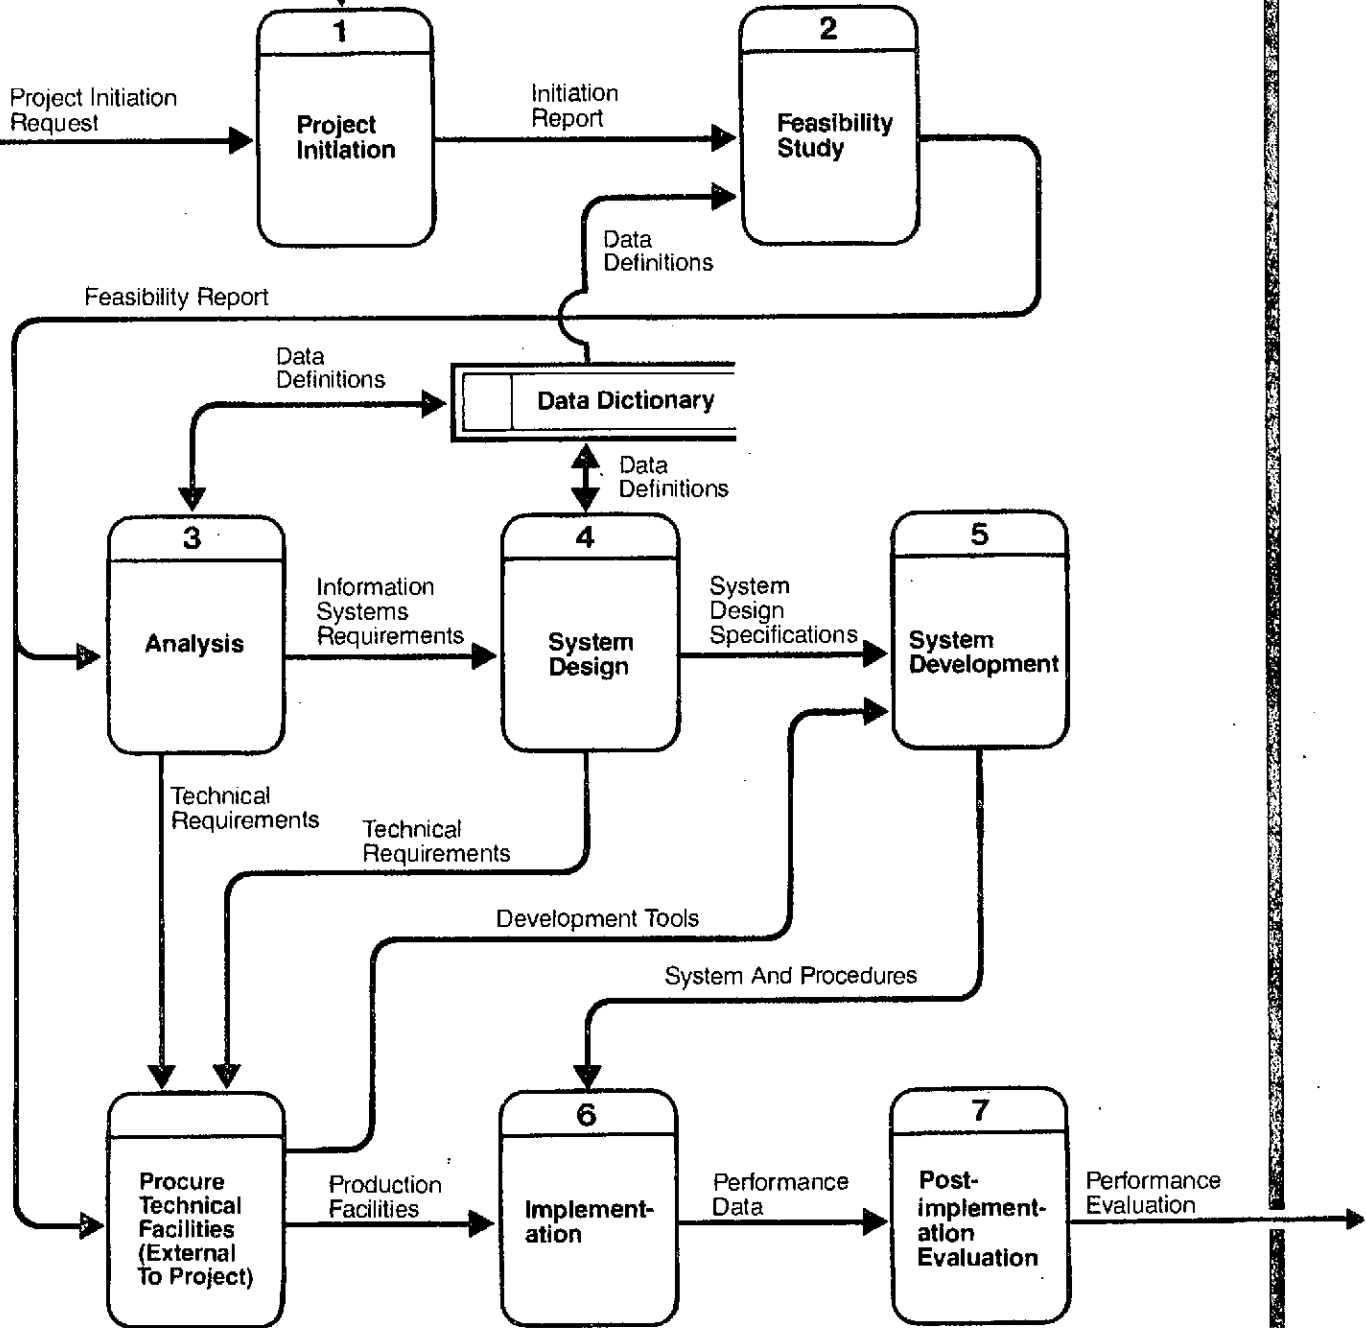 1
2
Project Initiation
Request
Project
Initiation
Initiation
Report
Feasibility
Study
Data
Definitions
Feasibility Report
Data
Definitions
Data Dictionary
Data
Definitions
3
4
5
Analysis
Information
Systems
Requirements
System
Design
System
Design
Specifications
System
Development
Technical
Requirements
Technical
Requirements
Development Tools
System And Procedures
6
7
Procure
Technical
Facilities
(External
To Project)
Production
Facilities
Implement-
ation
Performance
Data
Post-
implement-
ation
Evaluation
Performance
Evaluation